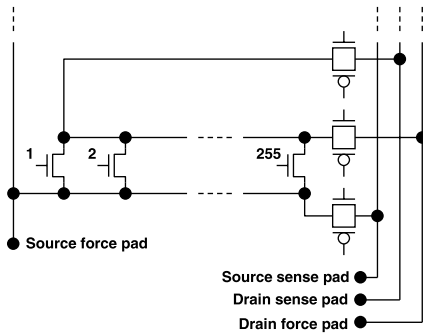 1
2
255
Source force pad
Source sense pad
Drain sense pad
Drain force pad